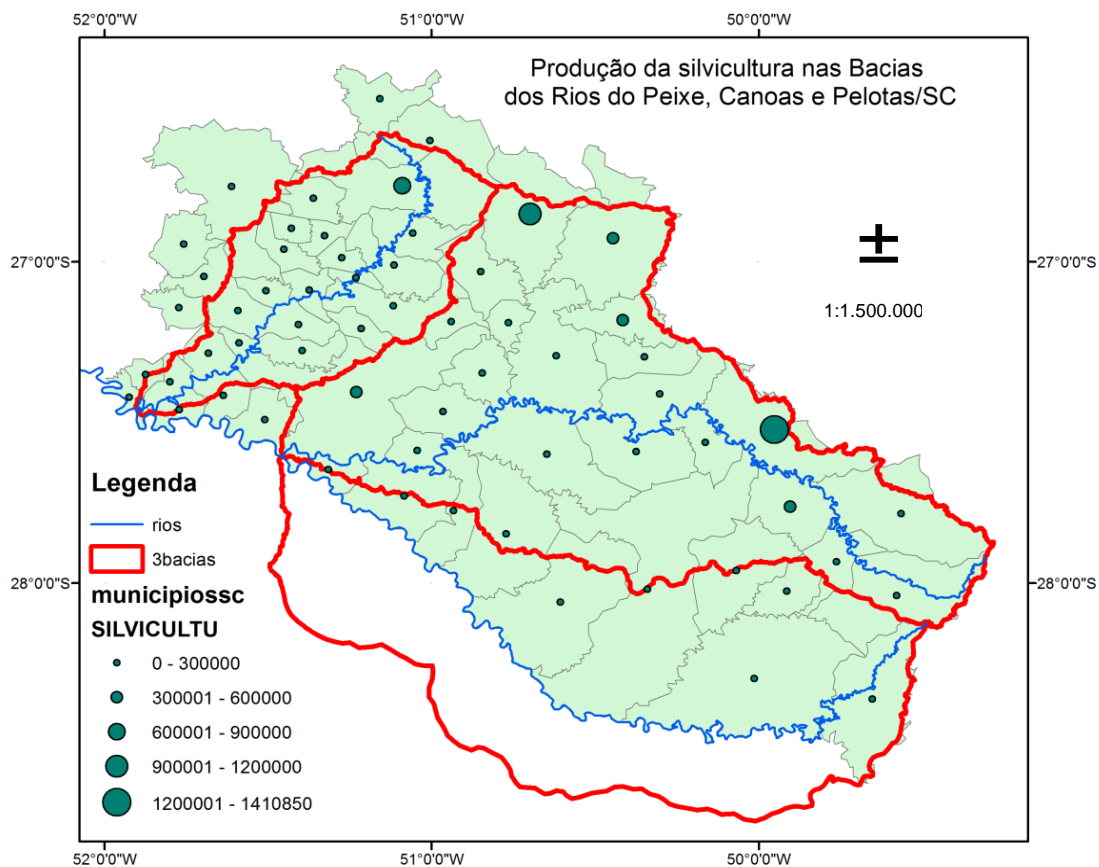 52°0'0"W 51°0'0"W 50°0'0"W
Produção da silvicultura nas Bacias
dos Rios do Peixe, Canoas e Pelotas/SC
27°0'0"S 27°0'0"S
1:1.500.000
Legenda
rios
3bacias
28°0'0"S 28°0'0"S
municipiossc
SILVICULTU
0 - 300000
300001 - 600000
600001 - 900000
900001 - 1200000
1200001 - 1410850
52°0'0"W 51°0'0"W 50°0'0"W